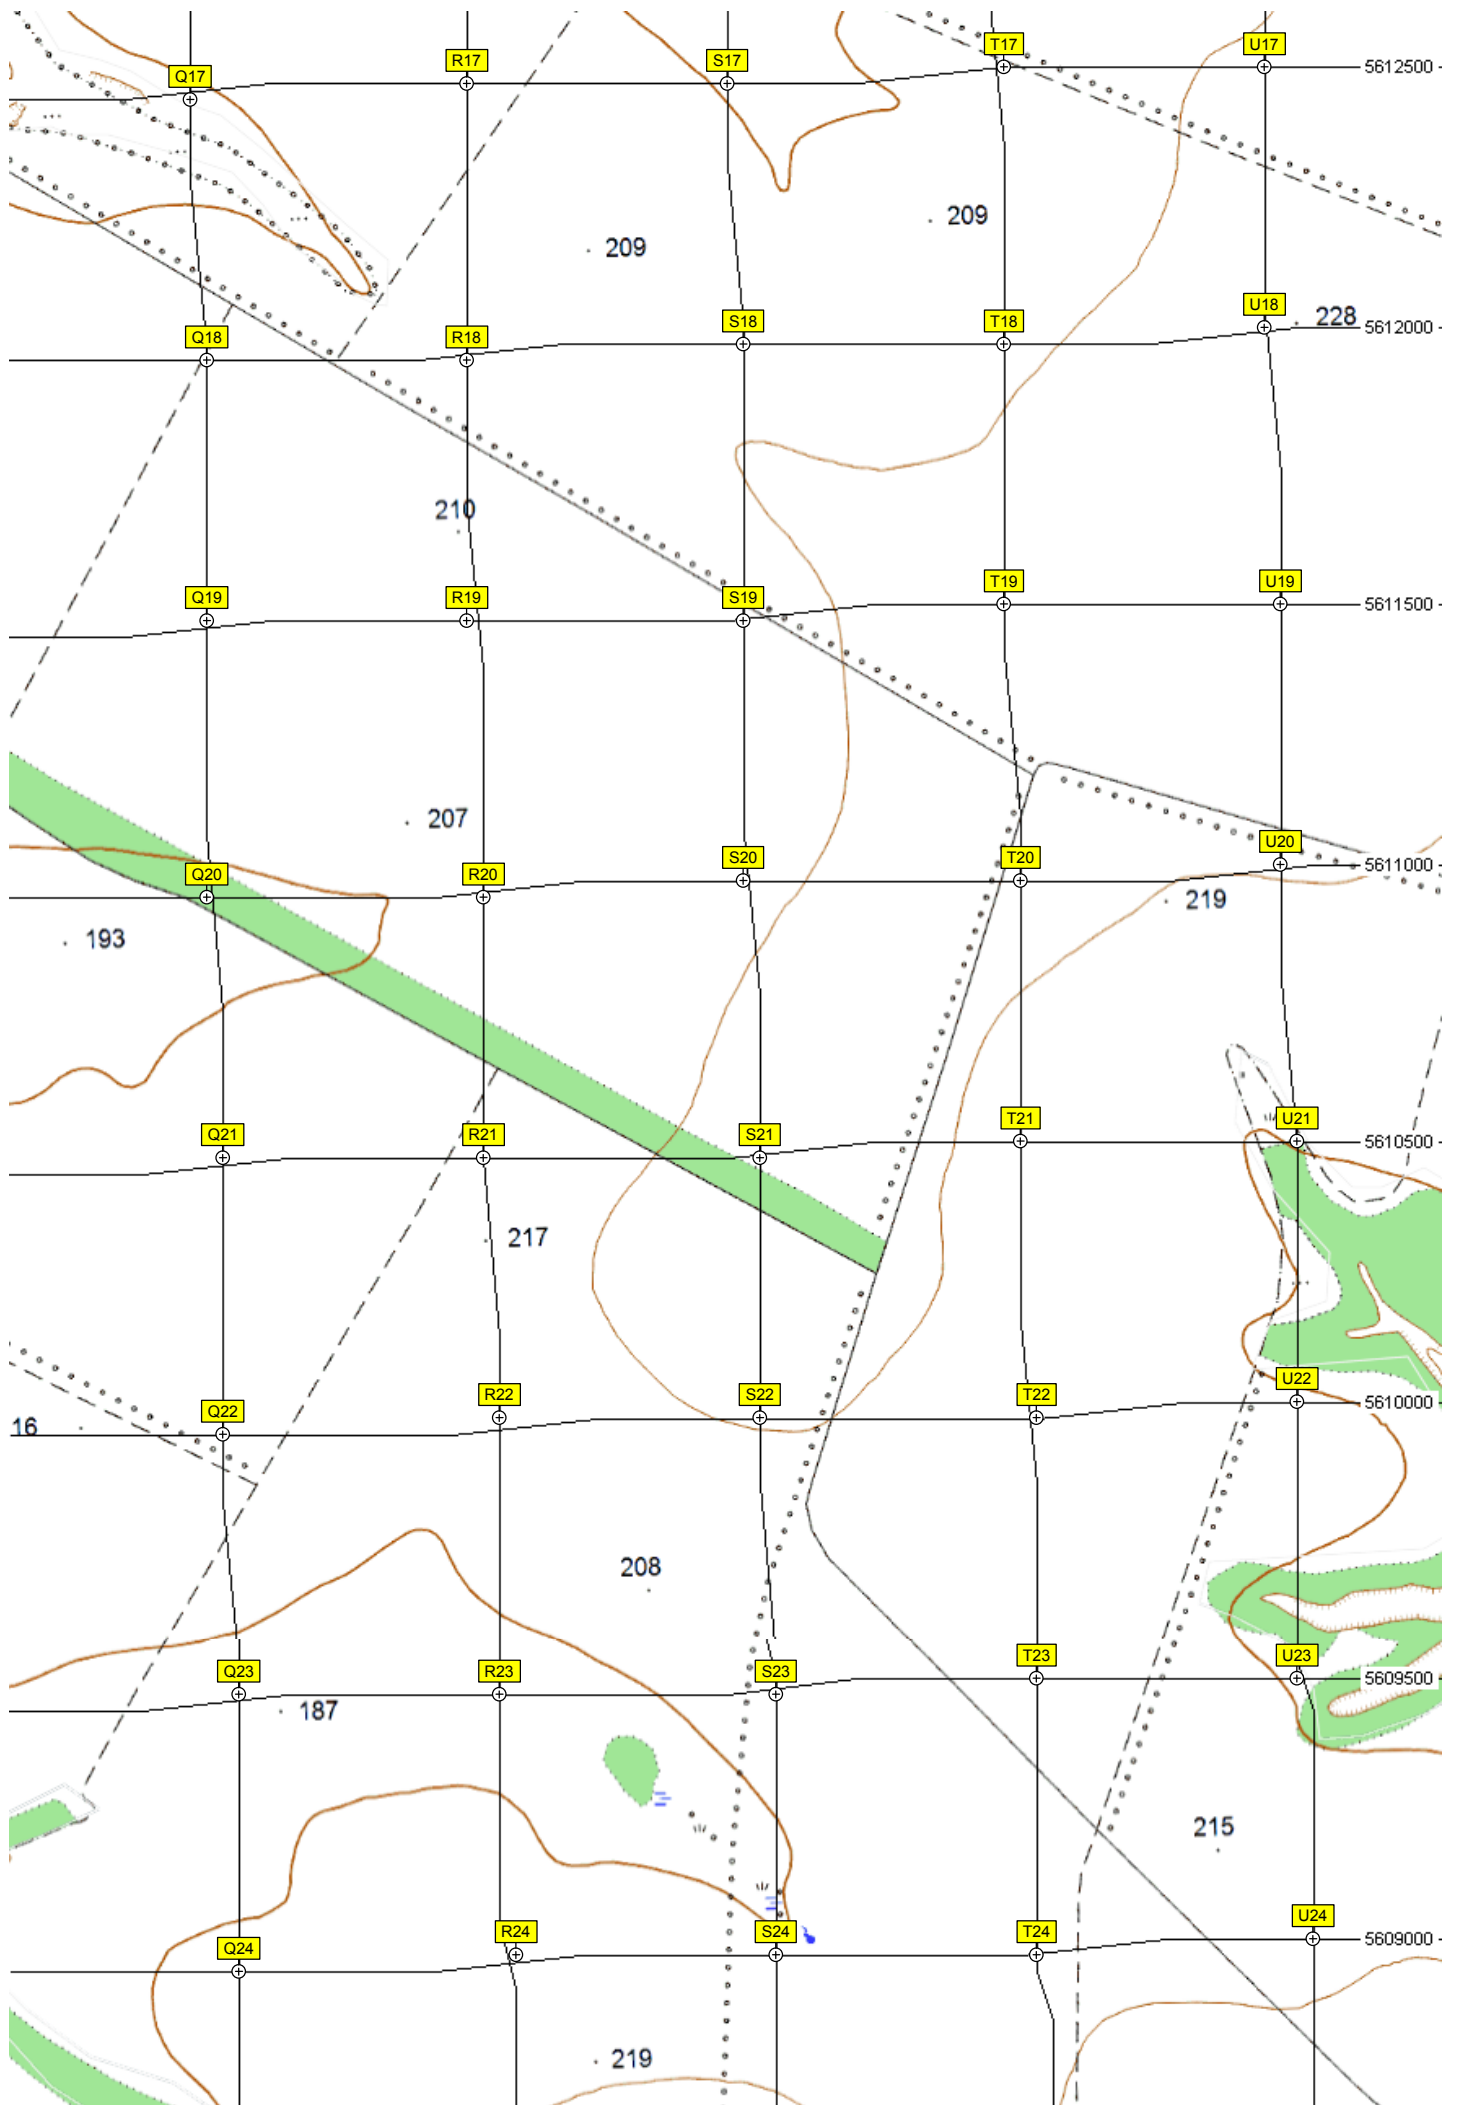 T17 U17
Q17 R17 S17 5612500
209 209
Q18 R18 S18 T18 U18 228 5612000
210
Q19 R19 S19 T19 U19 5611500
207
Q20 R20 S20 T20 U20 5611000
193 219
Q21 R21 S21 T21 U21 5610500
217
Q22 R22 S22 T22 U22 5610000
16
208
Q23 R23 S23 T23 U23 5609500
187
215
Q24 R24 S24 T24 U24 5609000
219